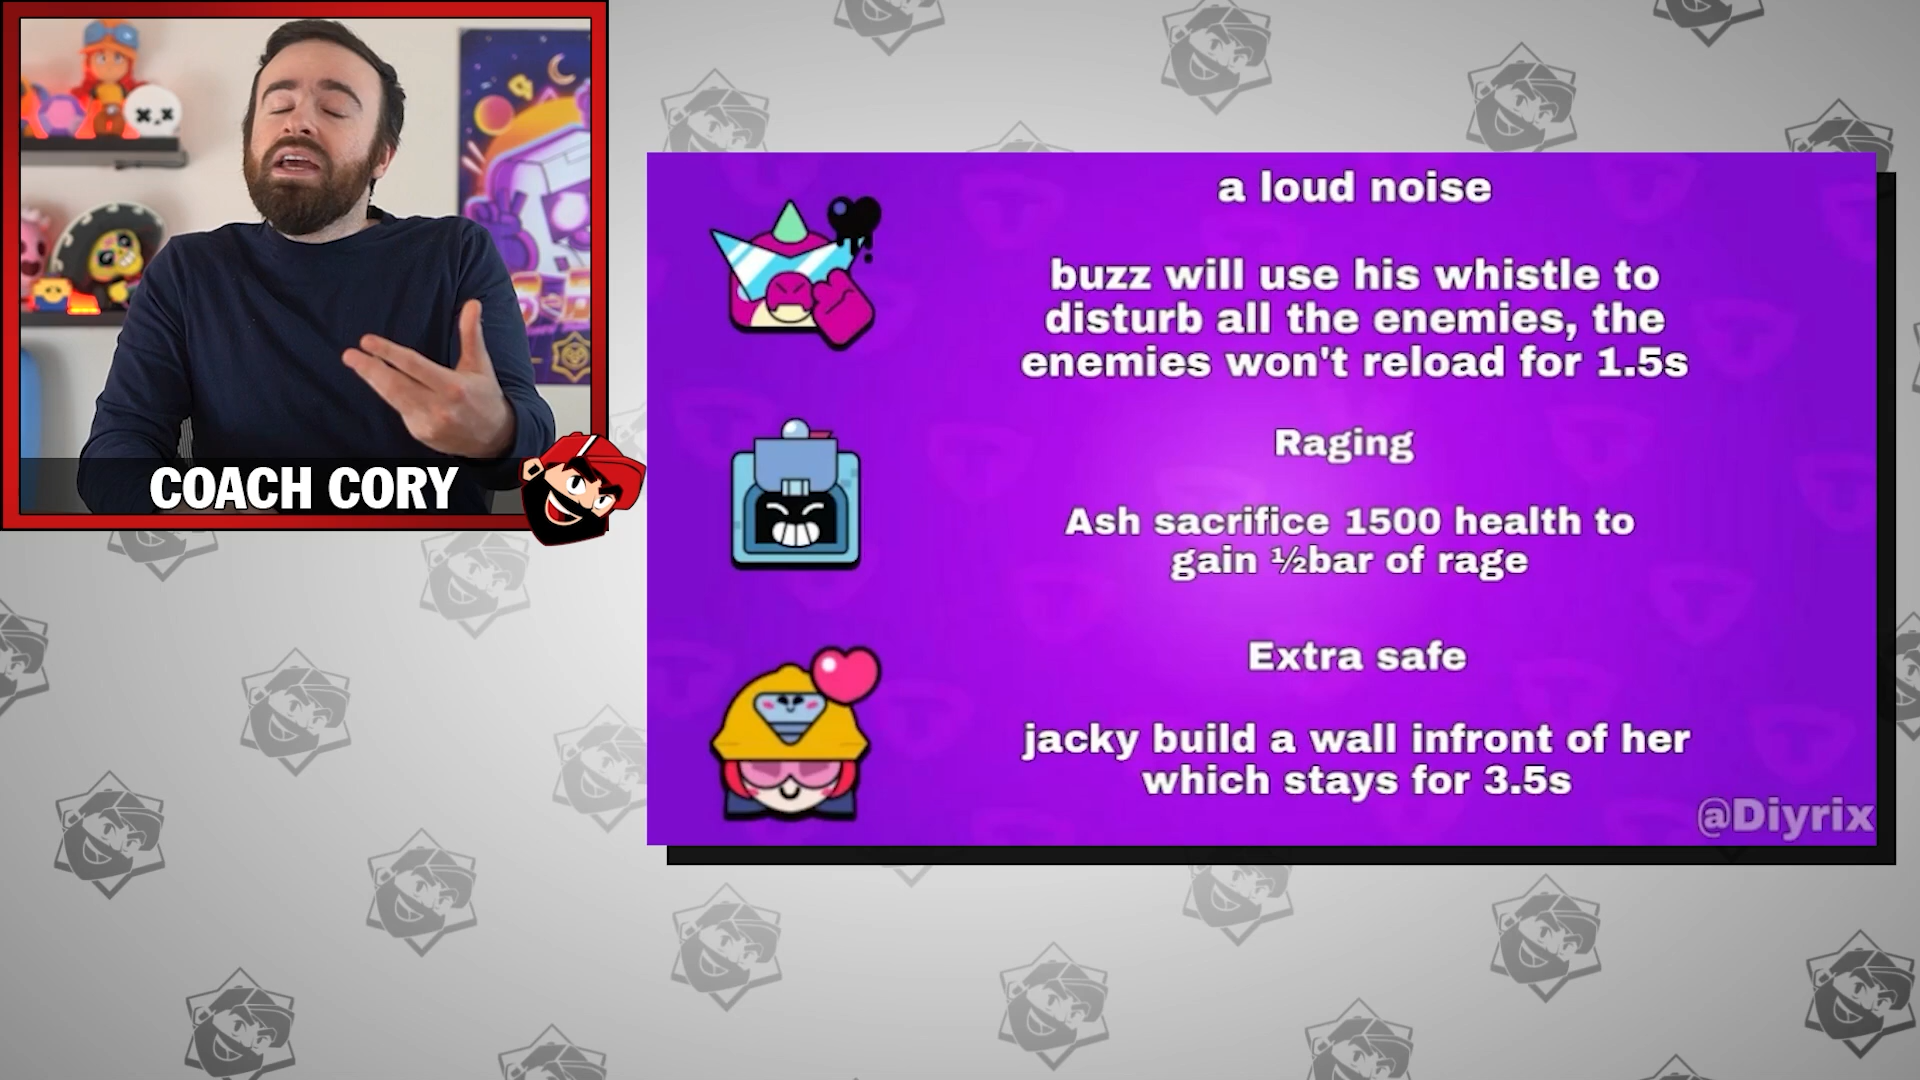 COACH CORY
a loud noise
buzz will use his whistle to
disturb all the enemies, the
enemies won't reload for 1.5s
Raging
Ash sacrifice 1500 health to
gain ½bar of rage
Extra safe
jacky build a wall infront of her
which stays for 3.5s
@Diyrix